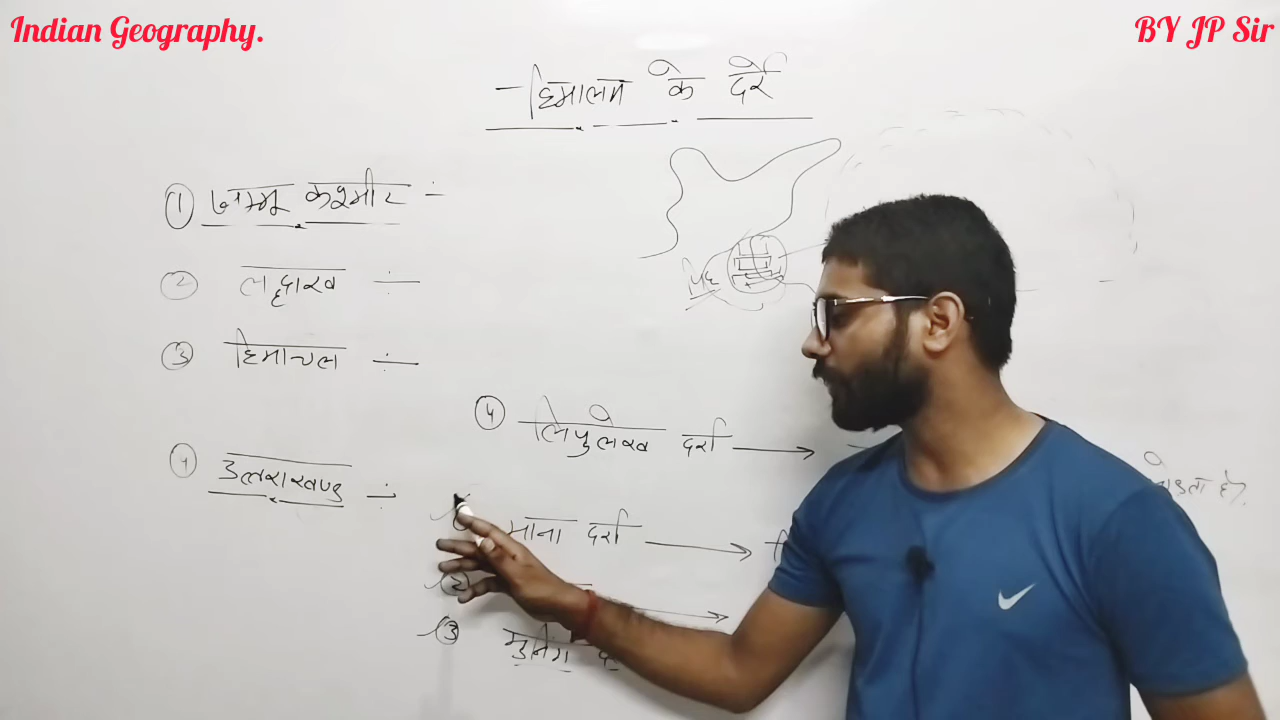 Indian Geography.
BY JP Sir
- हिमालय के दर्रे
① जम्मू कश्मीर ÷
② लद्दाख ÷
③ हिमाचल ÷
④ लिपुलेख दर्रा →
④ उत्तराखण्ड ÷
माना दर्रा →
②
③ मुनिंग
है।